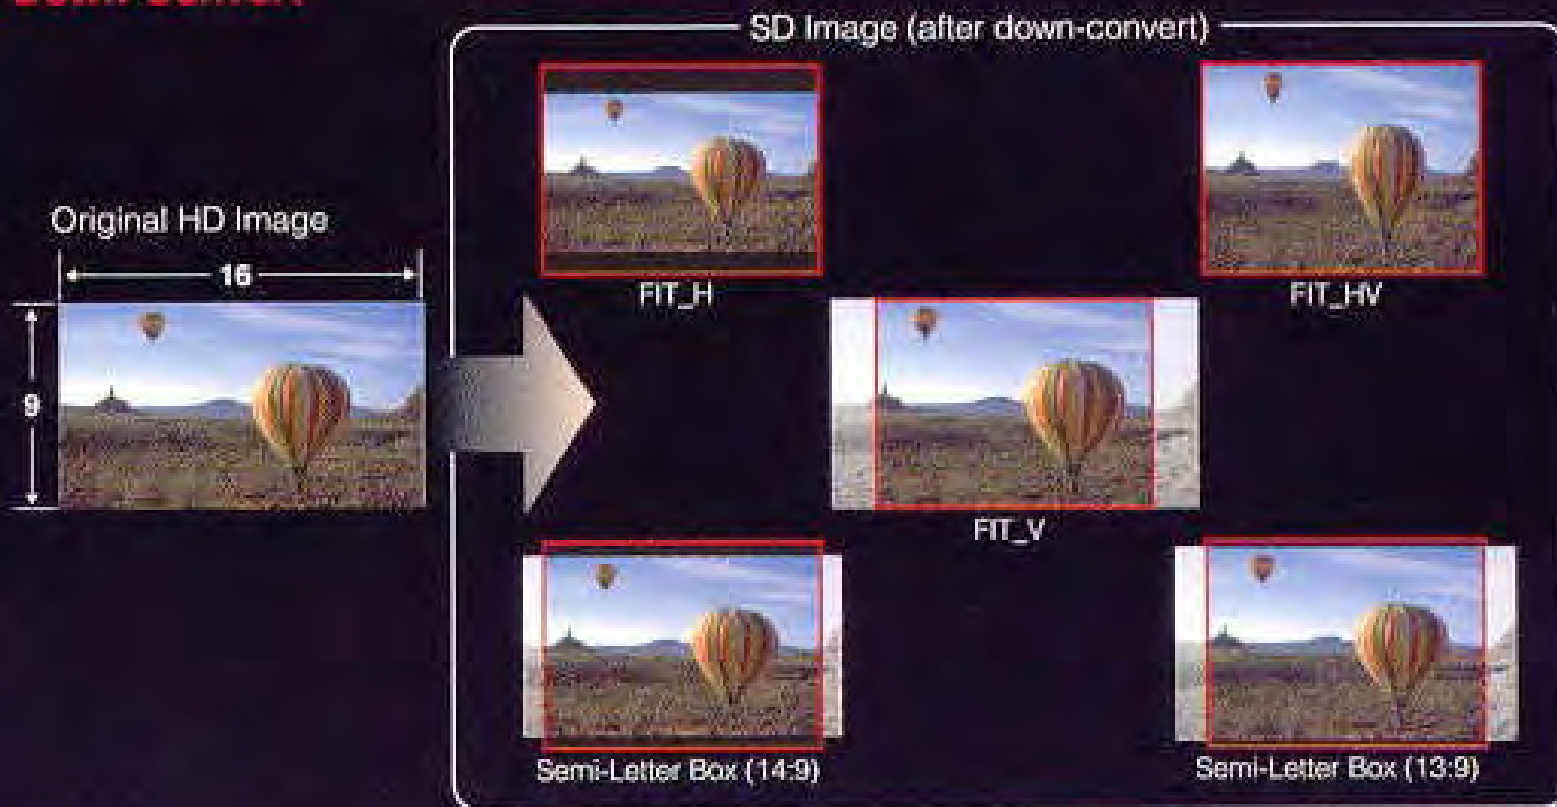 SD Image (after down-convert)
Original HD Image
16
9
FIT_H
FIT_HV
FIT_V
Semi-Letter Box (14:9)
Semi-Letter Box (13:9)